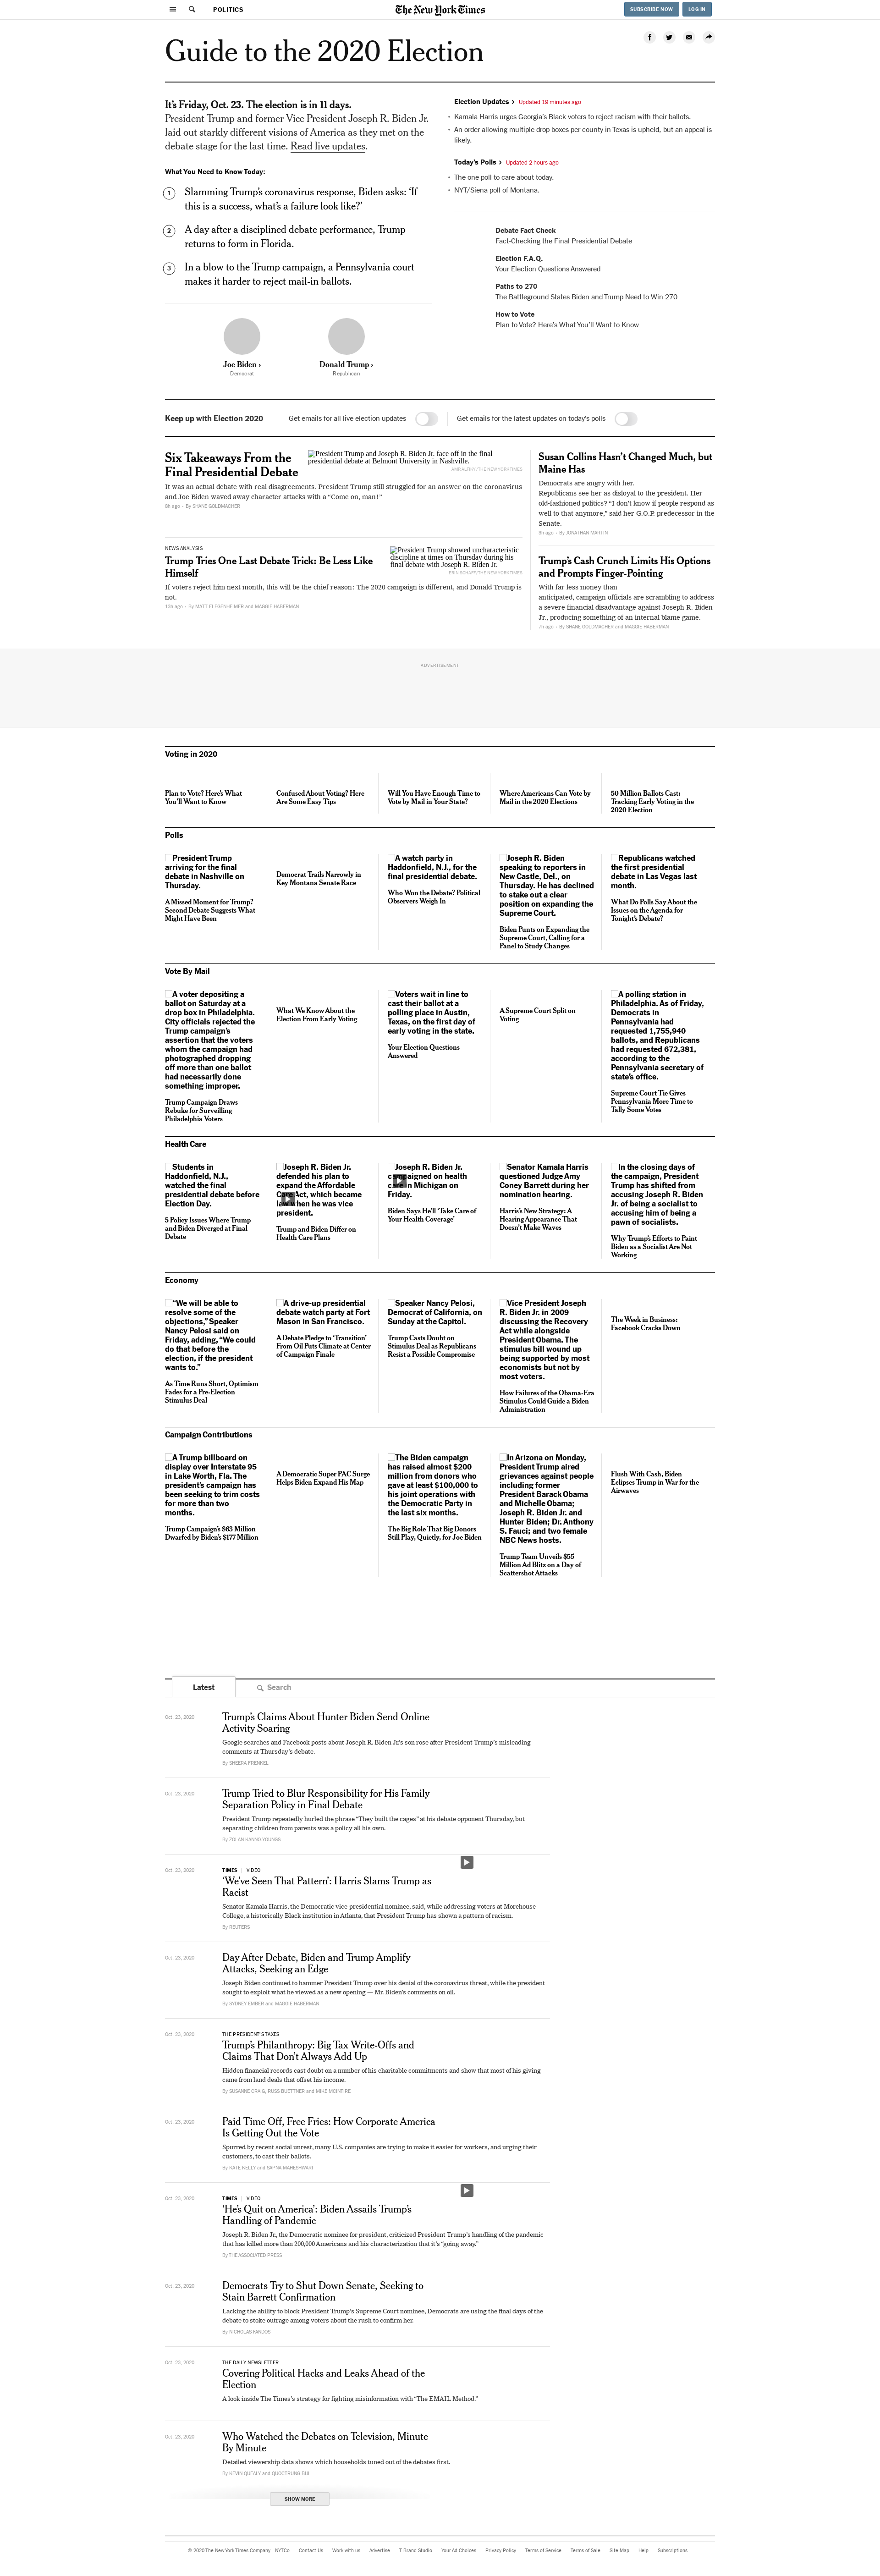 POLITICS
The New York Times
SUBSCRIBE NOW
LOG IN
Guide to the 2020 Election
It's Friday, Oct. 23. The election is in 11 days.
President Trump and former Vice President Joseph R. Biden Jr.
laid out starkly different visions of America as they met on the
debate stage for the last time. Read live updates.
What You Need to Know Today:
1
Slamming Trump's coronavirus response, Biden asks: 'If
this is a success, what's a failure look like?'
2
A day after a disciplined debate performance, Trump
returns to form in Florida.
3
In a blow to the Trump campaign, a Pennsylvania court
makes it harder to reject mail-in ballots.
Joe Biden ›
Democrat
Donald Trump ›
Republican
Election Updates › Updated 19 minutes ago
• Kamala Harris urges Georgia's Black voters to reject racism with their ballots.
• An order allowing multiple drop boxes per county in Texas is upheld, but an appeal is
likely.
Today's Polls › Updated 2 hours ago
• The one poll to care about today.
• NYT/Siena poll of Montana.
Debate Fact Check
Fact-Checking the Final Presidential Debate
Election F.A.Q.
Your Election Questions Answered
Paths to 270
The Battleground States Biden and Trump Need to Win 270
How to Vote
Plan to Vote? Here's What You'll Want to Know
Keep up with Election 2020
Get emails for all live election updates
Get emails for the latest updates on today's polls
Six Takeaways From the
Final Presidential Debate
President Trump and Joseph R. Biden Jr. face off in the final
presidential debate at Belmont University in Nashville.
It was an actual debate with real disagreements. President Trump still struggled for an answer on the coronavirus
and Joe Biden waved away character attacks with a "Come on, man!"
8h ago - By SHANE GOLDMACHER
NEWS ANALYSIS
Trump Tries One Last Debate Trick: Be Less Like
Himself
President Trump showed uncharacteristic
discipline at times on Thursday during his
final debate with Joseph R. Biden Jr.
If voters reject him next month, this will be the chief reason: The 2020 campaign is different, and Donald Trump is
not.
13h ago - By MATT FLEGENHEIMER and MAGGIE HABERMAN
Susan Collins Hasn't Changed Much, but
Maine Has
Democrats are angry with her.
Republicans see her as disloyal to the president. Her
old-fashioned politics? "I don't know if people respond as
well to that anymore," said her G.O.P. predecessor in the
Senate.
9h ago - By JONATHAN MARTIN
Trump's Cash Crunch Limits His Options
and Prompts Finger-Pointing
With far less money than
anticipated, campaign officials are scrambling to address
a severe financial disadvantage against Joseph R. Biden
Jr., producing something of an internal blame game.
7h ago - By SHANE GOLDMACHER and MAGGIE HABERMAN
ADVERTISEMENT
Voting in 2020
Plan to Vote? Here's What
You'll Want to Know
Confused About Voting? Here
Are Some Easy Tips
Will You Have Enough Time to
Vote by Mail in Your State?
Where Americans Can Vote by
Mail in the 2020 Elections
50 Million Ballots Cast:
Tracking Early Voting in the
2020 Election
Polls
President Trump
arriving for the final
debate in Nashville on
Thursday.
A Missed Moment for Trump?
Second Debate Suggests What
Might Have Been
Democrat Trails Narrowly in
Key Montana Senate Race
A watch party in
Haddonfield, N.J., for the
final presidential debate.
Who Won the Debate? Political
Observers Weigh In
Joseph R. Biden
speaking to reporters in
New Castle, Del., on
Thursday. He has declined
to stake out a clear
position on expanding the
Supreme Court.
Biden Punts on Expanding the
Supreme Court, Calling for a
Panel to Study Changes
Republicans watched
the first presidential
debate in Las Vegas last
month.
What Do Polls Say About the
Issues on the Agenda for
Tonight's Debate?
Vote By Mail
A voter depositing a
ballot on Saturday at a
drop box in Philadelphia.
City officials rejected the
Trump campaign's
assertion that the voters
whom the campaign had
photographed dropping
off more than one ballot
had necessarily done
something improper.
Trump Campaign Draws
Rebuke for Surveilling
Philadelphia Voters
What We Know About the
Election From Early Voting
Voters wait in line to
cast their ballot at a
polling place in Austin,
Texas, on the first day of
early voting in the state.
Your Election Questions
Answered
A Supreme Court Split on
Voting
A polling station in
Philadelphia. As of Friday,
Democrats in
Pennsylvania had
requested 1,755,940
ballots, and Republicans
had requested 672,381,
according to the
Pennsylvania secretary of
state's office.
Supreme Court Tie Gives
Pennsylvania More Time to
Tally Some Votes
Health Care
Students in
Haddonfield, N.J.,
watched the final
presidential debate before
Election Day.
5 Policy Issues Where Trump
and Biden Diverged at Final
Debate
Joseph R. Biden Jr.
defended his plan to
expand the Affordable
Act, which became
when he was vice
president.
Trump and Biden Differ on
Health Care Plans
Joseph R. Biden Jr.
campaigned on health
in Michigan on
Friday.
Biden Says He'll 'Take Care of
Your Health Coverage'
Senator Kamala Harris
questioned Judge Amy
Coney Barrett during her
nomination hearing.
Harris's New Strategy: A
Hearing Appearance That
Doesn't Make Waves
In the closing days of
the campaign, President
Trump has shifted from
accusing Joseph R. Biden
Jr. of being a socialist to
accusing him of being a
pawn of socialists.
Why Trump's Efforts to Paint
Biden as a Socialist Are Not
Working
Economy
"We will be able to
resolve some of the
objections," Speaker
Nancy Pelosi said on
Friday, adding, "We could
do that before the
election, if the president
wants to."
As Time Runs Short, Optimism
Fades for a Pre-Election
Stimulus Deal
A drive-up presidential
debate watch party at Fort
Mason in San Francisco.
A Debate Pledge to 'Transition'
From Oil Puts Climate at Center
of Campaign Finale
Speaker Nancy Pelosi,
Democrat of California, on
Sunday at the Capitol.
Trump Casts Doubt on
Stimulus Deal as Republicans
Resist a Possible Compromise
Vice President Joseph
R. Biden Jr. in 2009
discussing the Recovery
Act while alongside
President Obama. The
stimulus bill wound up
being supported by most
economists but not by
most voters.
How Failures of the Obama-Era
Stimulus Could Guide a Biden
Administration
The Week in Business:
Facebook Cracks Down
Campaign Contributions
A Trump billboard on
display over Interstate 95
in Lake Worth, Fla. The
president's campaign has
been seeking to trim costs
for more than two
months.
Trump Campaign's $63 Million
Dwarfed by Biden's $177 Million
A Democratic Super PAC Surge
Helps Biden Expand His Map
The Biden campaign
has raised almost $200
million from donors who
gave at least $100,000 to
his joint operations with
the Democratic Party in
the last six months.
The Big Role That Big Donors
Still Play, Quietly, for Joe Biden
In Arizona on Monday,
President Trump aired
grievances against people
including former
President Barack Obama
and Michelle Obama;
Joseph R. Biden Jr. and
Hunter Biden; Dr. Anthony
S. Fauci; and two female
NBC News hosts.
Trump Team Unveils $55
Million Ad Blitz on a Day of
Scattershot Attacks
Flush With Cash, Biden
Eclipses Trump in War for the
Airwaves
Latest
Search
Oct. 23, 2020
Trump's Claims About Hunter Biden Send Online
Activity Soaring
Google searches and Facebook posts about Joseph R. Biden Jr.'s son rose after President Trump's misleading
comments at Thursday's debate.
By SHEERA FRENKEL
Oct. 23, 2020
Trump Tried to Blur Responsibility for His Family
Separation Policy in Final Debate
President Trump repeatedly hurled the phrase "They built the cages" at his debate opponent Thursday, but
separating children from parents was a policy all his own.
By ZOLAN KANNO-YOUNGS
Oct. 23, 2020
TIMES | VIDEO
'We've Seen That Pattern': Harris Slams Trump as
Racist
Senator Kamala Harris, the Democratic vice-presidential nominee, said, while addressing voters at Morehouse
College, a historically Black institution in Atlanta, that President Trump has shown a pattern of racism.
By REUTERS
Oct. 23, 2020
Day After Debate, Biden and Trump Amplify
Attacks, Seeking an Edge
Joseph Biden continued to hammer President Trump over his denial of the coronavirus threat, while the president
sought to exploit what he viewed as a new opening — Mr. Biden's comments on oil.
By SYDNEY EMBER and MAGGIE HABERMAN
Oct. 23, 2020
THE PRESIDENT'S TAXES
Trump's Philanthropy: Big Tax Write-Offs and
Claims That Don't Always Add Up
Hidden financial records cast doubt on a number of his charitable commitments and show that most of his giving
came from land deals that offset his income.
By SUSANNE CRAIG, RUSS BUETTNER and MIKE MCINTIRE
Oct. 23, 2020
Paid Time Off, Free Fries: How Corporate America
Is Getting Out the Vote
Spurred by recent social unrest, many U.S. companies are trying to make it easier for workers, and urging their
customers, to cast their ballots.
By KATE KELLY and SAPNA MAHESHWARI
Oct. 23, 2020
TIMES | VIDEO
'He's Quit on America': Biden Assails Trump's
Handling of Pandemic
Joseph R. Biden Jr., the Democratic nominee for president, criticized President Trump's handling of the pandemic
that has killed more than 200,000 Americans and his characterization that it's "going away."
By THE ASSOCIATED PRESS
Oct. 23, 2020
Democrats Try to Shut Down Senate, Seeking to
Stain Barrett Confirmation
Lacking the ability to block President Trump's Supreme Court nominee, Democrats are using the final days of the
debate to stoke outrage among voters about the rush to confirm her.
By NICHOLAS FANDOS
Oct. 23, 2020
THE DAILY NEWSLETTER
Covering Political Hacks and Leaks Ahead of the
Election
A look inside The Times's strategy for fighting misinformation with "The EMAIL Method."
Oct. 23, 2020
Who Watched the Debates on Television, Minute
By Minute
Detailed viewership data shows which households tuned out of the debates first.
By KEVIN QUEALY and QUOCTRUNG BUI
SHOW MORE
© 2020 The New York Times Company NYTCo Contact Us Work with us Advertise T Brand Studio Your Ad Choices Privacy Policy Terms of Service Terms of Sale Site Map Help Subscriptions